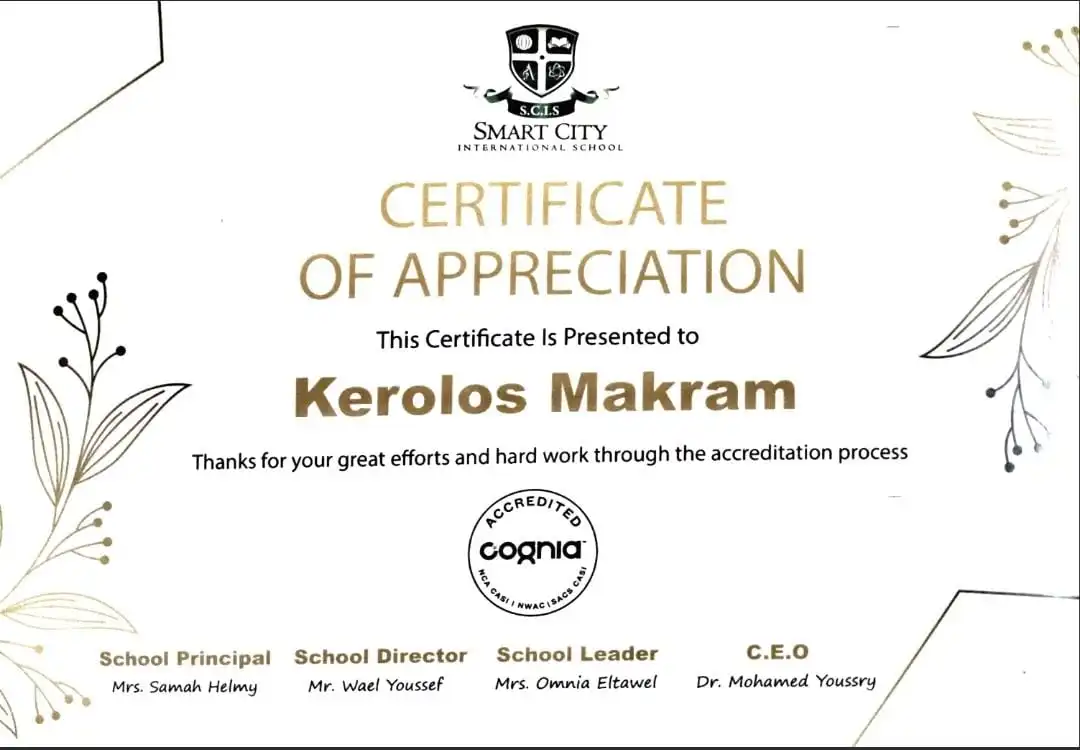 S.C.I.S
SMART CITY
INTERNATIONAL SCHOOL
CERTIFICATE
OF APPRECIATION
This Certificate Is Presented to
Kerolos Makram
Thanks for your great efforts and hard work through the accreditation process
ACCREDITED
cognia™
NCA CASI | NWAC | SACS CASI
School Principal School Director School Leader C.E.O
Mrs. Samah Helmy Mr. Wael Youssef Mrs. Omnia Eltawel Dr. Mohamed Youssry